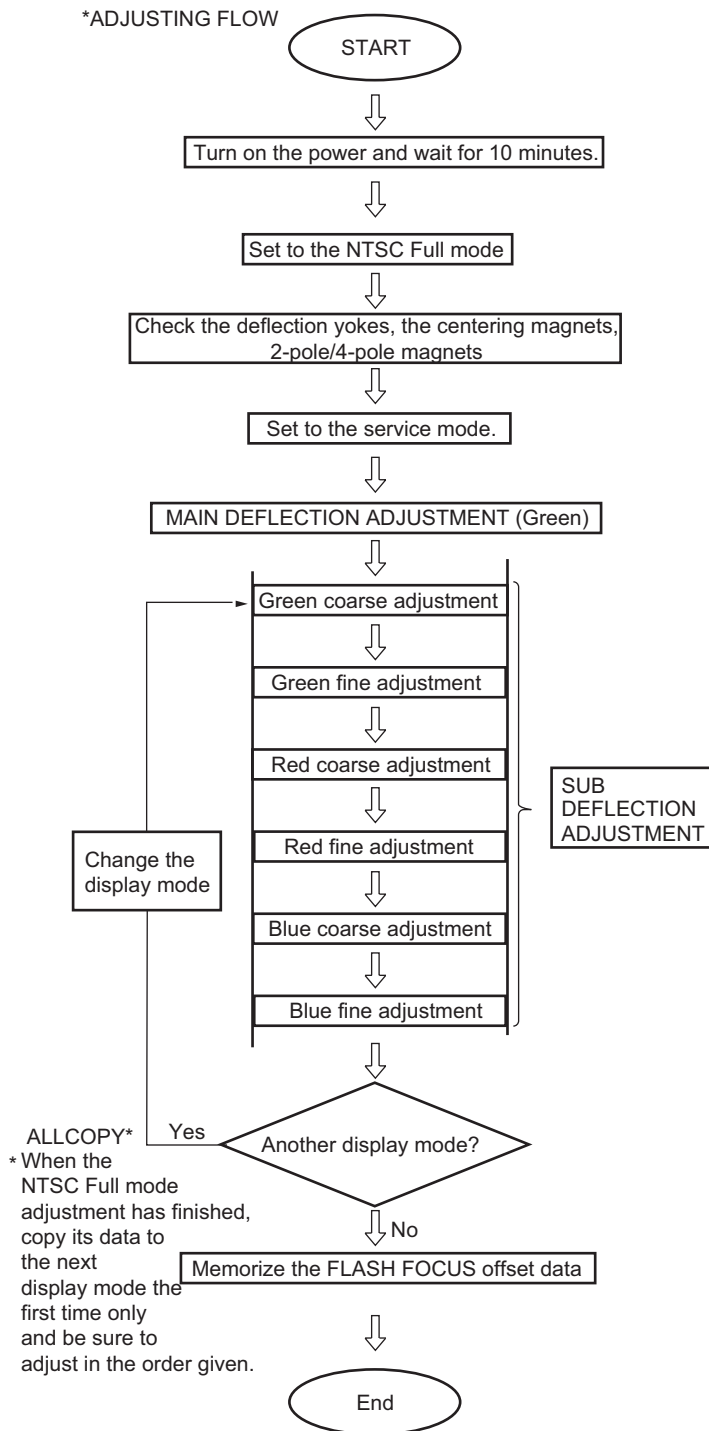 *ADJUSTING FLOW
START
Turn on the power and wait for 10 minutes.
Set to the NTSC Full mode
Check the deflection yokes, the centering magnets,
2-pole/4-pole magnets
Set to the service mode.
MAIN DEFLECTION ADJUSTMENT (Green)
Green coarse adjustment
Green fine adjustment
Red coarse adjustment
Red fine adjustment
Blue coarse adjustment
Blue fine adjustment
SUB
DEFLECTION
ADJUSTMENT
Change the
display mode
Another display mode?
Yes
ALLCOPY*
* When the
NTSC Full mode
adjustment has finished,
copy its data to
the next
display mode the
first time only
and be sure to
adjust in the order given.
No
Memorize the FLASH FOCUS offset data
End